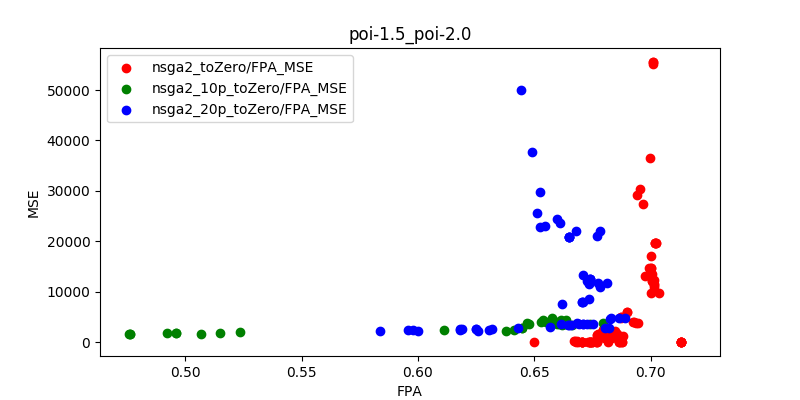 poi-1.5_poi-2.0
nsga2_toZero/FPA_MSE
nsga2_10p_toZero/FPA_MSE
nsga2_20p_toZero/FPA_MSE
MSE
50000
40000
30000
20000
10000
0
0.50 0.55 0.60 0.65 0.70
FPA